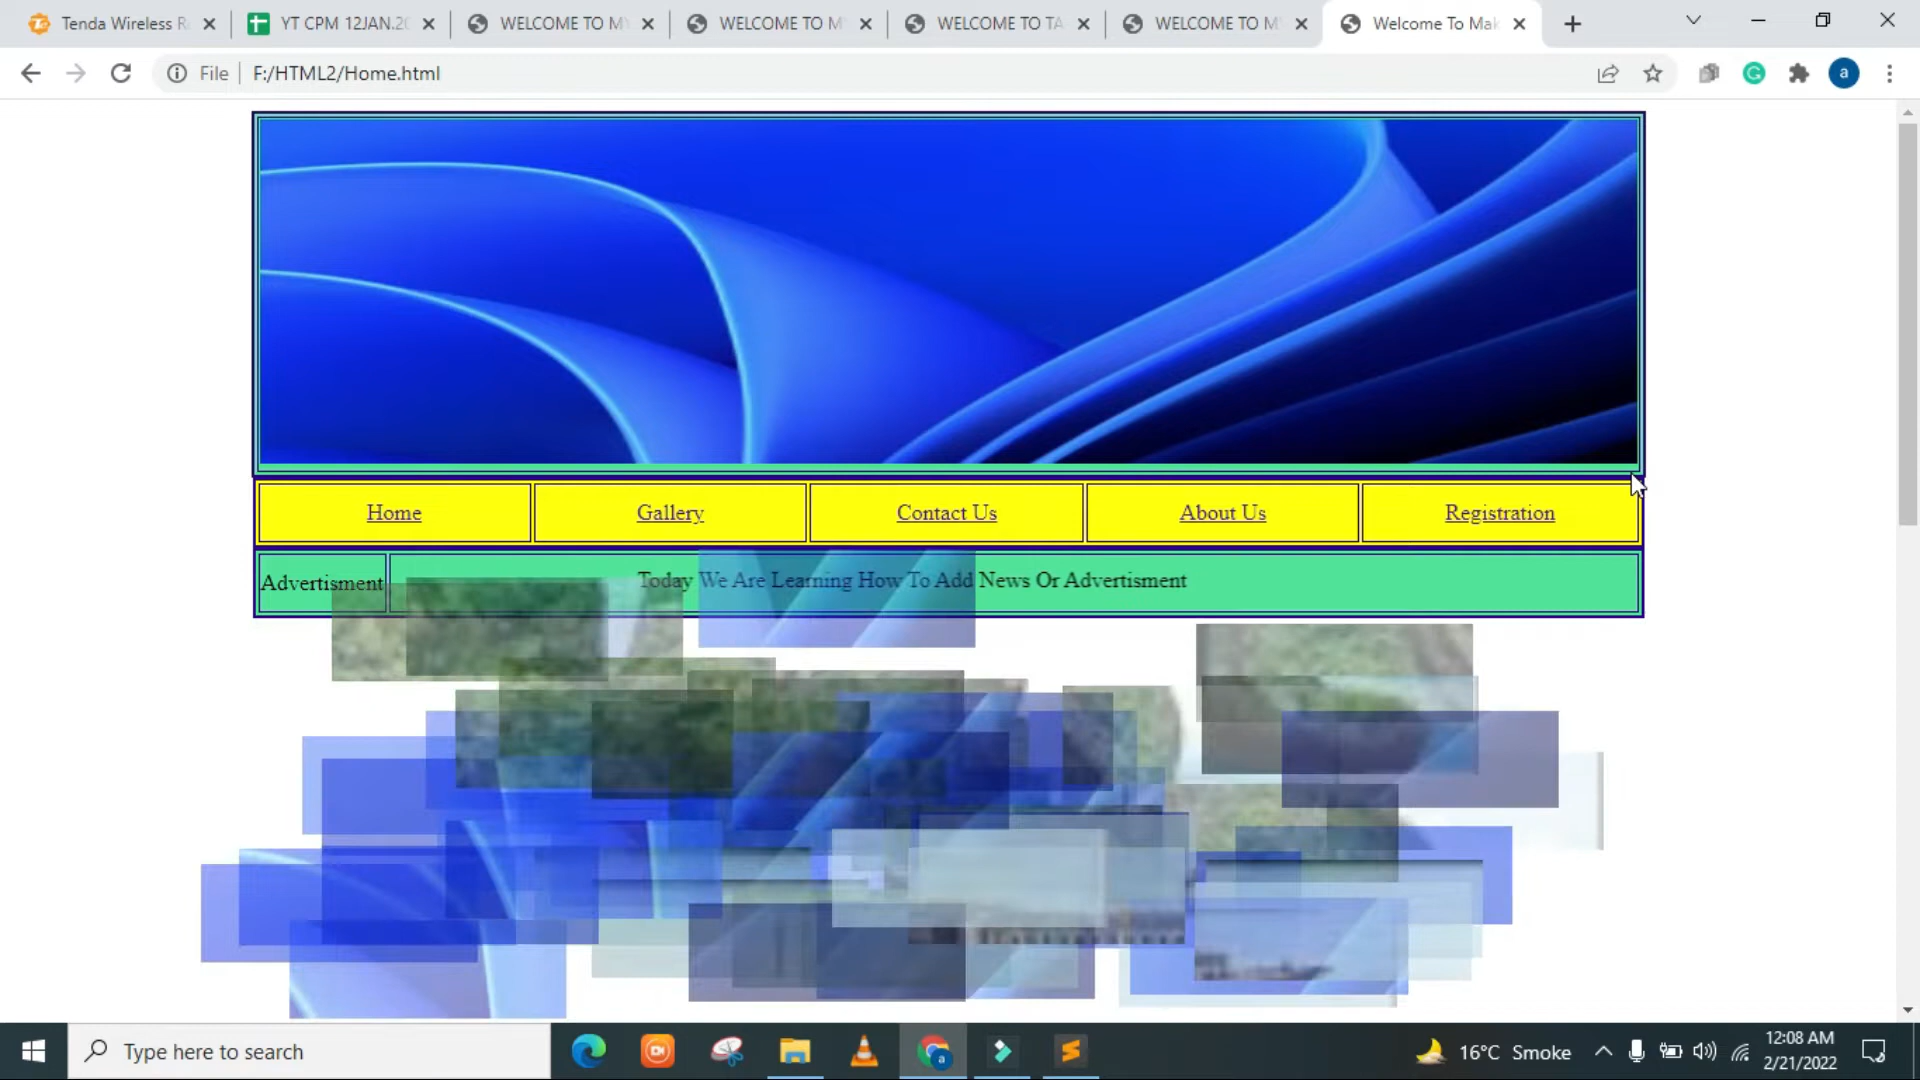 Tenda Wireless R
YT CPM 12JAN.20
WELCOME TO MY
WELCOME TO M
WELCOME TO TA
WELCOME TO M
Welcome To Mak
File
F:/HTML2/Home.html
a
Home
Gallery
Contact Us
About Us
Registration
Advertisment
Today We Are Learning How To Add News Or Advertisment
Type here to search
16°C Smoke
12:08 AM
2/21/2022